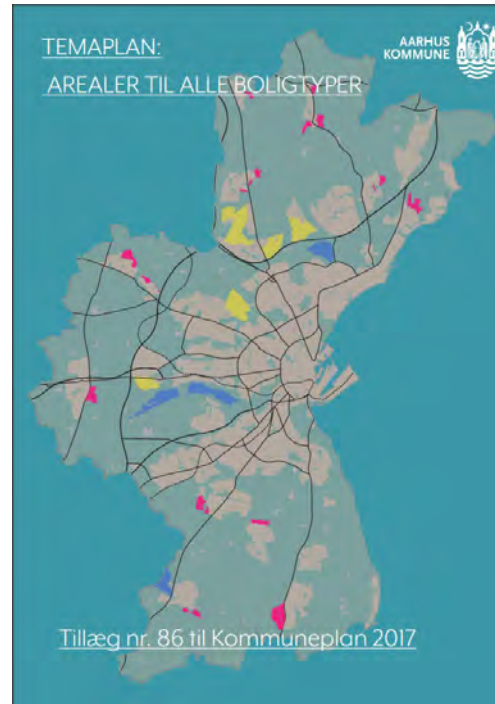 TEMAPLAN:
AREALER TIL ALLE BOLIGTYPER
AARHUS
KOMMUNE
Tillæg nr. 86 til Kommuneplan 2017